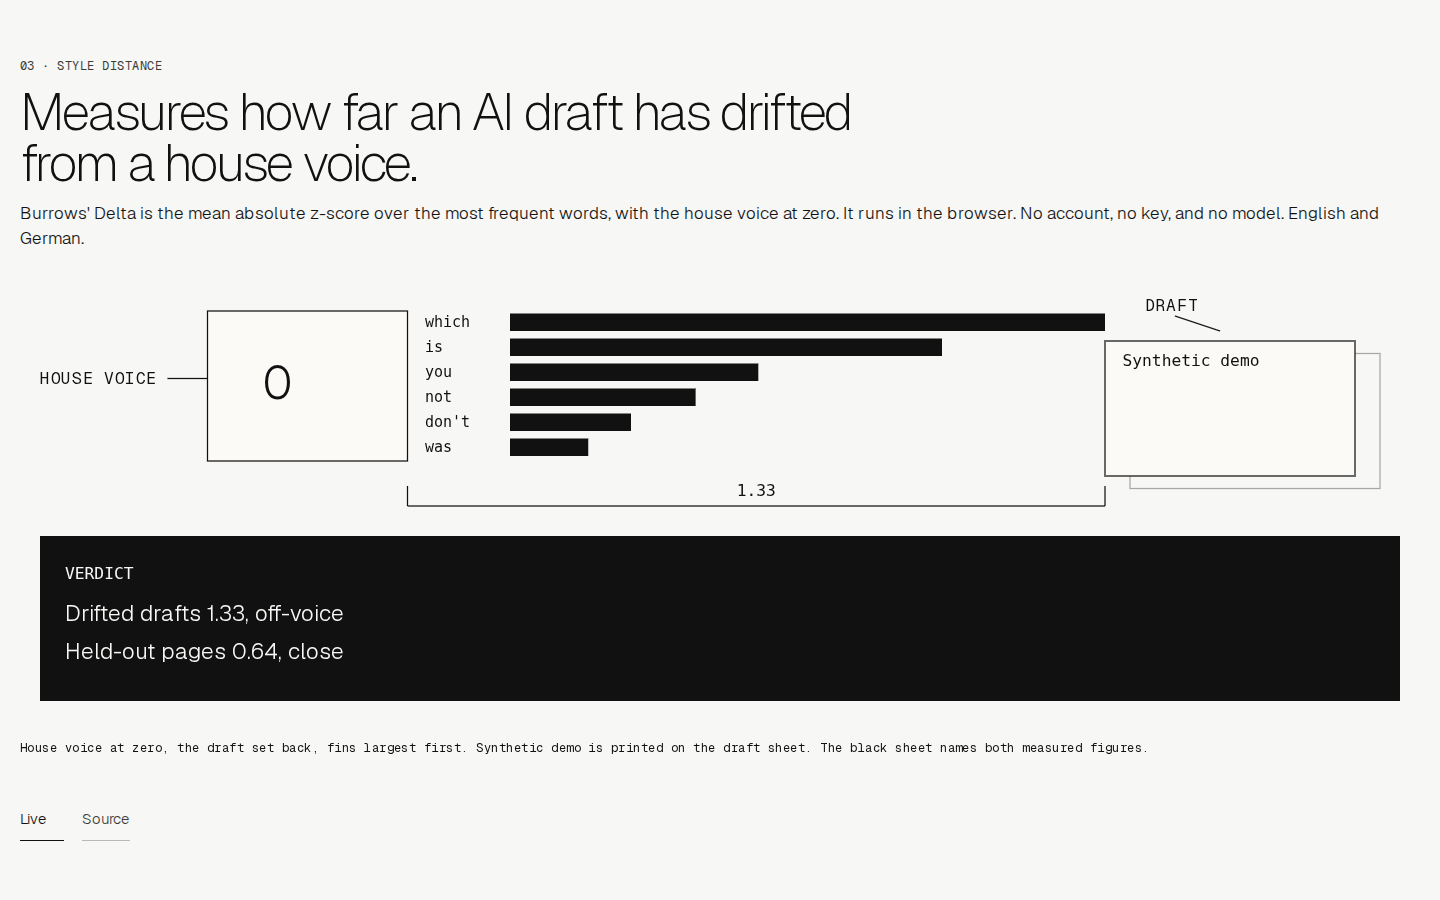 03 · STYLE DISTANCE
Measures how far an AI draft has drifted
from a house voice.
Burrows' Delta is the mean absolute z-score over the most frequent words, with the house voice at zero. It runs in the browser. No account, no key, and no model. English and
German.
HOUSE VOICE
0
which
is
you
not
don't
was
1.33
DRAFT
Synthetic demo
VERDICT
Drifted drafts 1.33, off-voice
Held-out pages 0.64, close
House voice at zero, the draft set back, fins largest first. Synthetic demo is printed on the draft sheet. The black sheet names both measured figures.
Live
Source